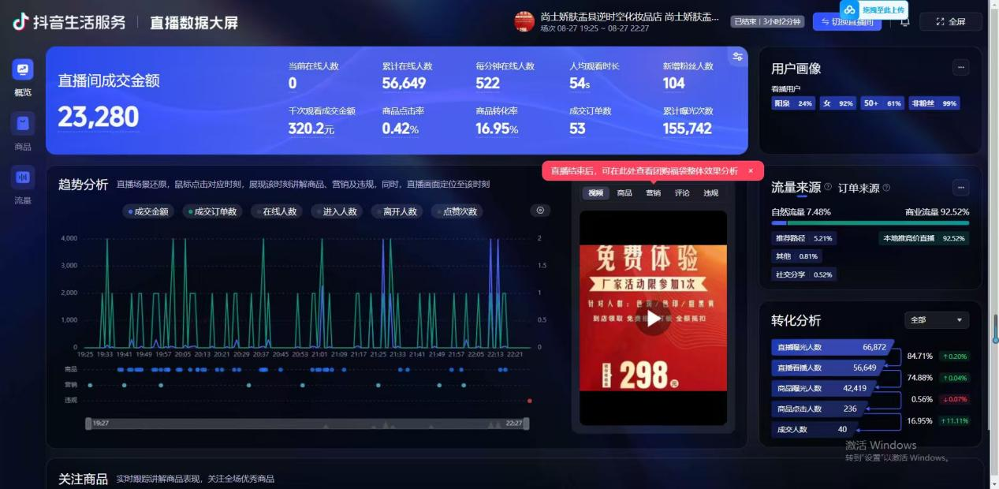 抖音生活服务 直播数据大屏
尚士娇肤盂县逆时空化妆品店 尚士娇肤盂...
场次 08-27 19:25 ~ 08-27 22:27
已结束 3小时2分钟
切换直播间
拖拽至此上传
全屏
概览
商品
流量
直播间成交金额
23,280
当前在线人数 累计在线人数 每分钟在线人数 人均观看时长 新增粉丝人数
0 56,649 522 54s 104
千次观看成交金额 商品点击率 商品转化率 成交订单数 累计曝光次数
320.2元 0.42% 16.95% 53 155,742
用户画像
看播用户
阳泉 24% 女 92% 50+ 61% 非粉丝 99%
直播结束后，可在此处查看团购福袋整体效果分析 ×
趋势分析 直播场景还原，鼠标点击对应时刻，展现该时刻讲解商品、营销及违规，同时，直播画面定位至该时刻
成交金额 成交订单数 在线人数 进入人数 离开人数 点赞次数
4,000 2
3,000 1.5
2,000 1
1,000 0.5
0 0
19:25 19:33 19:41 19:49 19:57 20:05 20:13 20:21 20:29 20:37 20:45 20:53 21:01 21:09 21:17 21:25 21:33 21:41 21:49 21:57 22:05 22:13 22:21
商品
营销
违规
19:27 22:27
视频 商品 营销 评论 违规
免费体验
厂家活动限参加1次
针对人群：色斑/色印/暗黑黄
到店领取 免费 全额抵扣
298元
流量来源 订单来源
自然流量 7.48% 商业流量 92.52%
推荐路径 5.21% 本地推竞价直播 92.52%
其他 0.81%
社交分享 0.52%
转化分析 全部
直播曝光人数 66,872
84.71% ↑0.20%
直播看播人数 56,649
74.88% ↑0.04%
商品曝光人数 42,419
0.56% ↓0.07%
商品点击人数 236
16.95% ↑11.11%
成交人数 40
激活 Windows
转到"设置"以激活 Windows。
关注商品 实时跟踪讲解商品表现，关注全场优秀商品